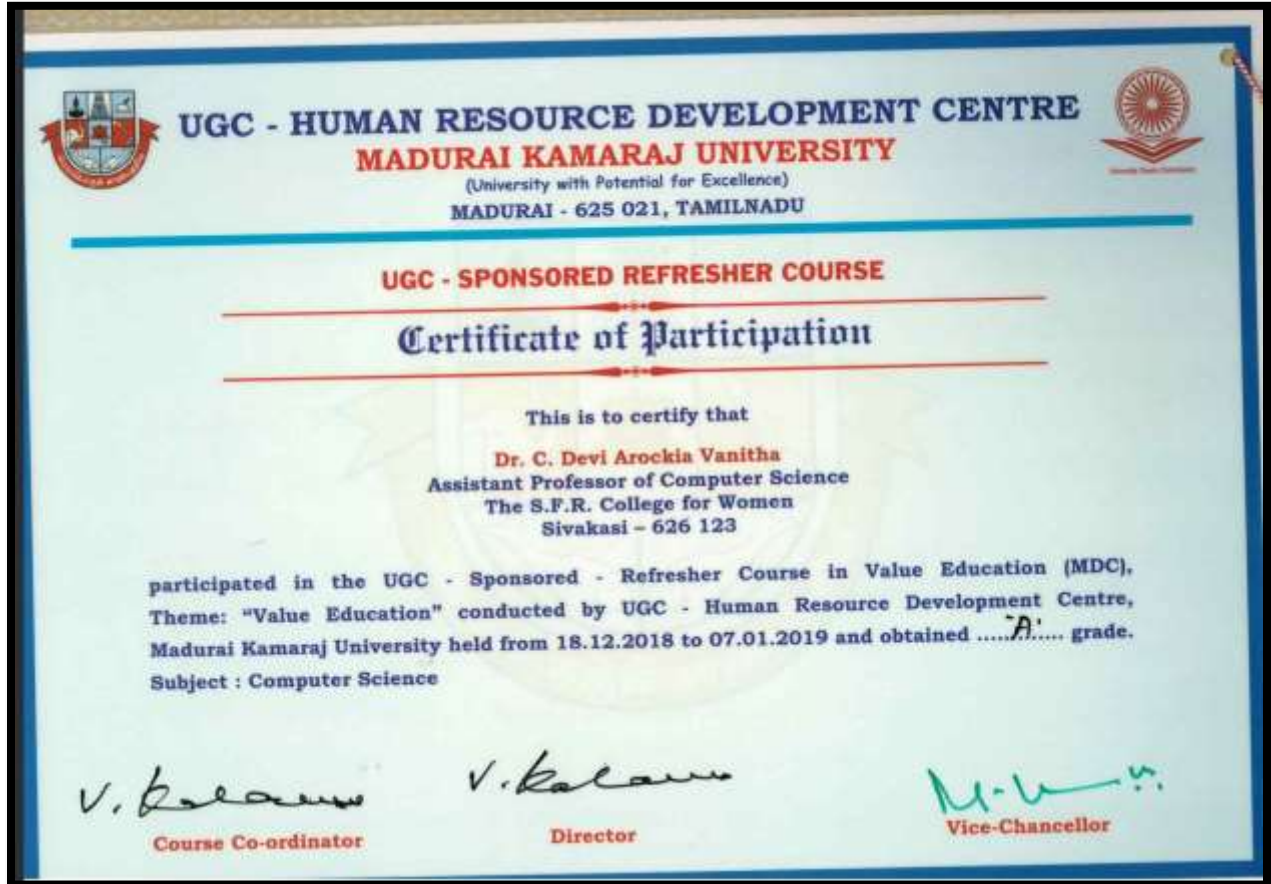 UGC - HUMAN RESOURCE DEVELOPMENT CENTRE
MADURAI KAMARAJ UNIVERSITY
(University with Potential for Excellence)
MADURAI - 625 021, TAMILNADU
UGC - SPONSORED REFRESHER COURSE
Certificate of Participation
This is to certify that
Dr. C. Devi Arockia Vanitha
Assistant Professor of Computer Science
The S.F.R. College for Women
Sivakasi – 626 123
participated in the UGC - Sponsored - Refresher Course in Value Education (MDC),
Theme: “Value Education” conducted by UGC - Human Resource Development Centre,
Madurai Kamaraj University held from 18.12.2018 to 07.01.2019 and obtained .....'A'..... grade.
Subject : Computer Science
Course Co-ordinator
Director
Vice-Chancellor